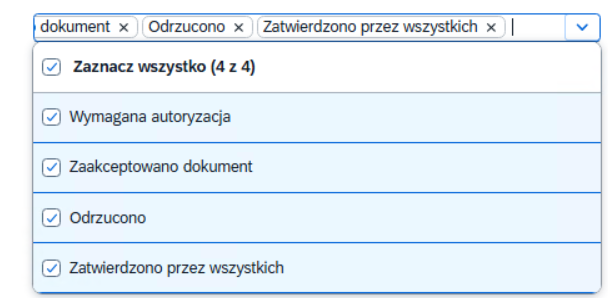 dokument × Odrzucono × Zatwierdzono przez wszystkich ×
Zaznacz wszystko (4 z 4)
Wymagana autoryzacja
Zaakceptowano dokument
Odrzucono
Zatwierdzono przez wszystkich